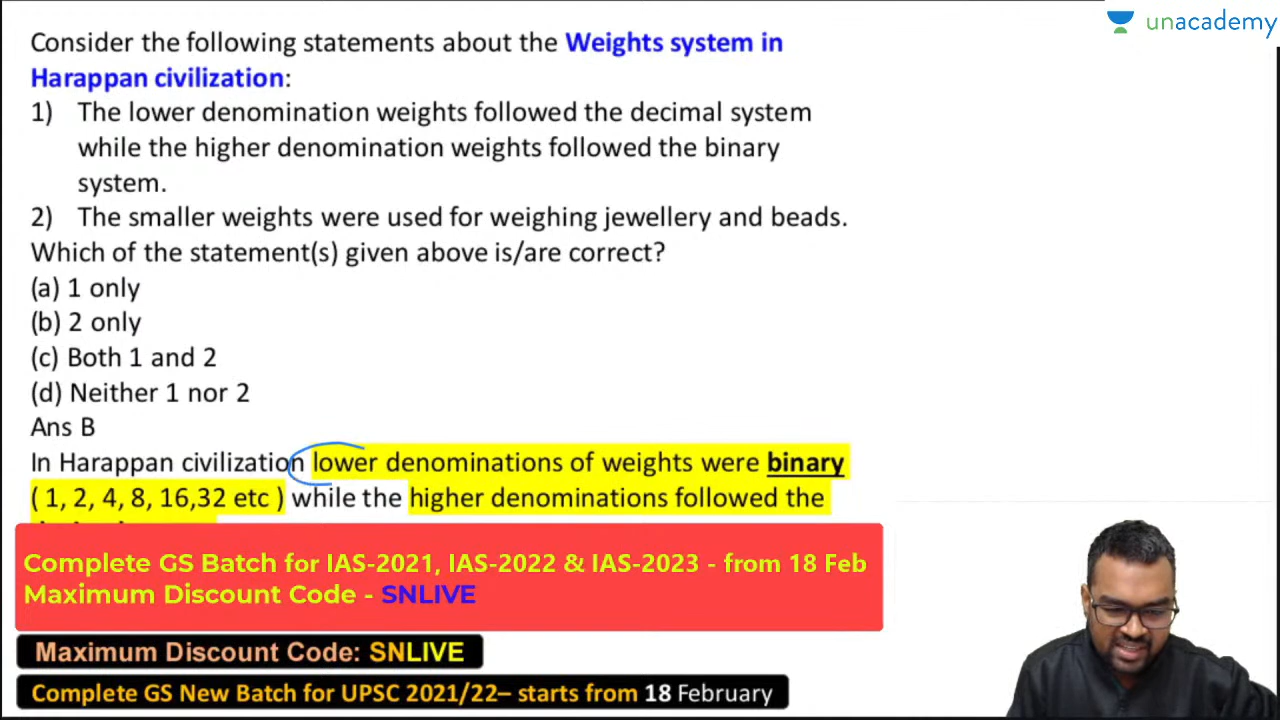 unacademy
Consider the following statements about the Weights system in
Harappan civilization:
1) The lower denomination weights followed the decimal system
while the higher denomination weights followed the binary
system.
2) The smaller weights were used for weighing jewellery and beads.
Which of the statement(s) given above is/are correct?
(a) 1 only
(b) 2 only
(c) Both 1 and 2
(d) Neither 1 nor 2
Ans B
In Harappan civilization lower denominations of weights were binary
( 1, 2, 4, 8, 16,32 etc ) while the higher denominations followed the
Complete GS Batch for IAS-2021, IAS-2022 & IAS-2023 - from 18 Feb
Maximum Discount Code - SNLIVE
Maximum Discount Code: SNLIVE
Complete GS New Batch for UPSC 2021/22– starts from 18 February